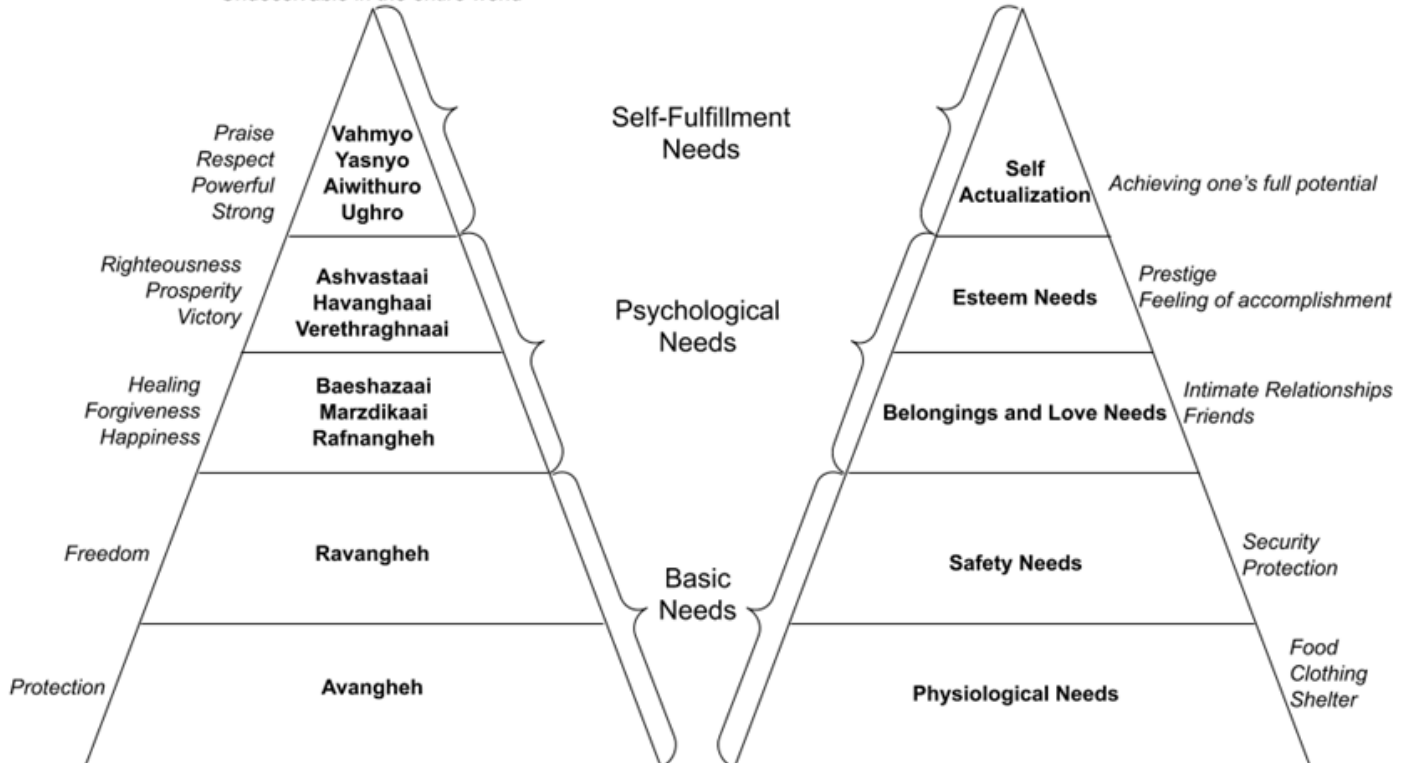 Praise
Respect
Powerful
Strong
Vahmyo
Yasnyo
Aiwithuro
Ughro
Righteousness
Prosperity
Victory
Ashvastaai
Havanghaai
Verethraghnaai
Healing
Forgiveness
Happiness
Baeshazaai
Marzdikaai
Rafnangheh
Freedom
Ravangheh
Protection
Avangheh
Self-Fulfillment
Needs
Psychological
Needs
Basic
Needs
Self
Actualization
Achieving one's full potential
Esteem Needs
Prestige
Feeling of accomplishment
Belongings and Love Needs
Intimate Relationships
Friends
Safety Needs
Security
Protection
Physiological Needs
Food
Clothing
Shelter